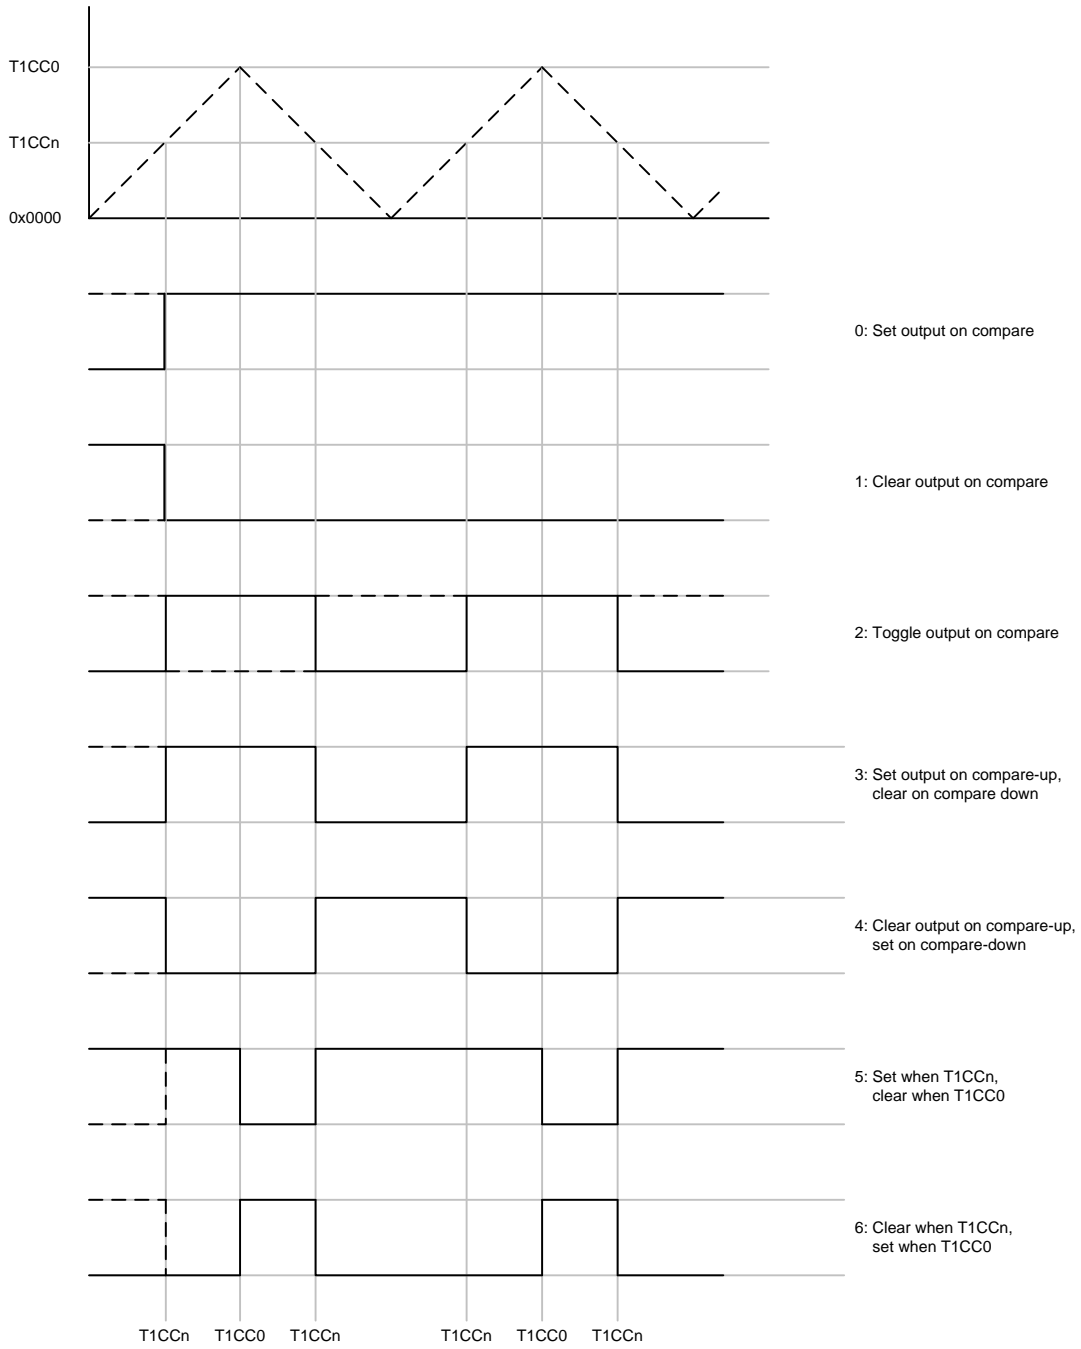 T1CC0
T1CCn
0x0000
0: Set output on compare
1: Clear output on compare
2: Toggle output on compare
3: Set output on compare-up,
clear on compare down
4: Clear output on compare-up,
set on compare-down
5: Set when T1CCn,
clear when T1CC0
6: Clear when T1CCn,
set when T1CC0
T1CCn T1CC0 T1CCn T1CCn T1CC0 T1CCn